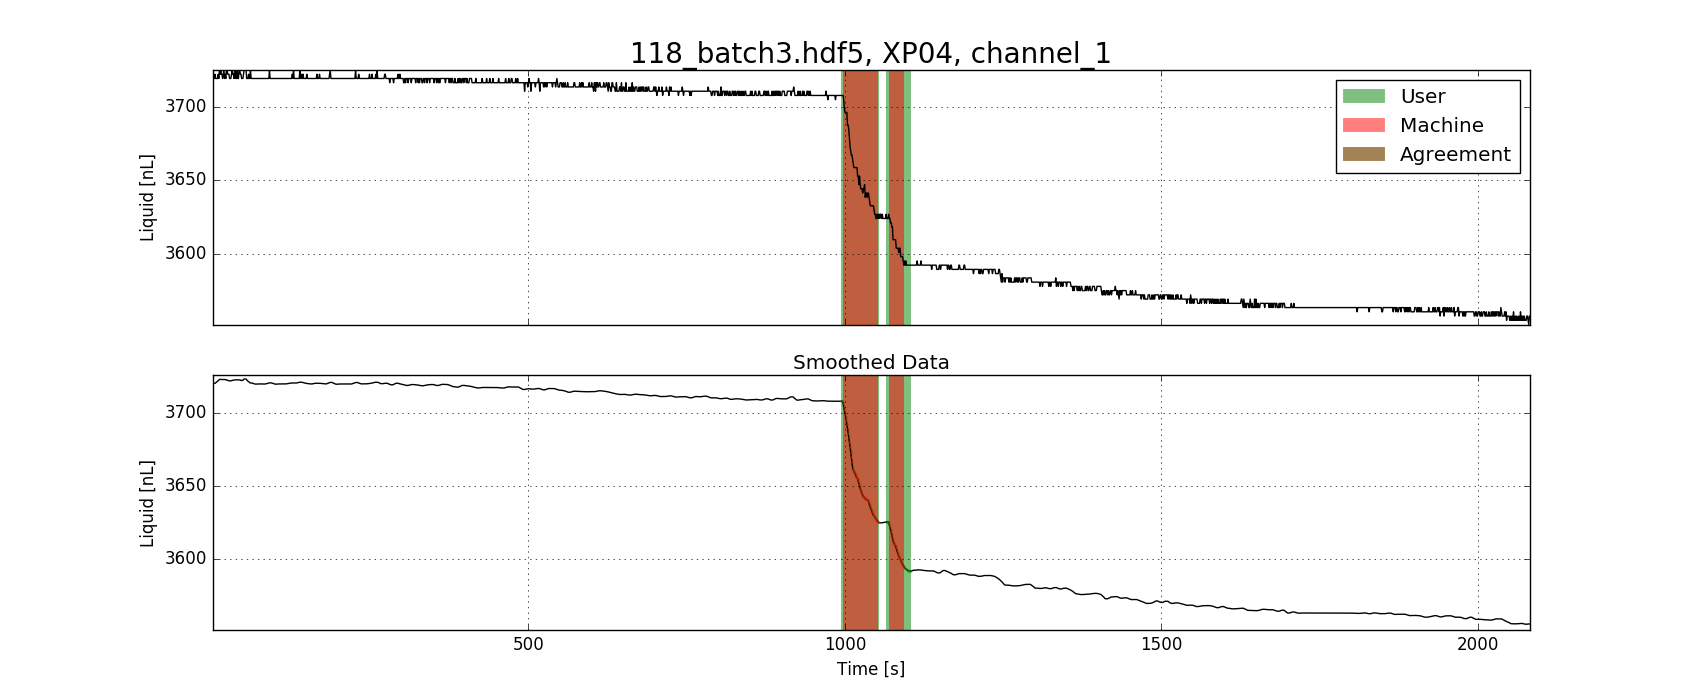 118_batch3.hdf5, XP04, channel_1
3700
3650
3600
Liquid [nL]
User
Machine
Agreement
Smoothed Data
3700
3650
3600
Liquid [nL]
500
1000
1500
2000
Time [s]